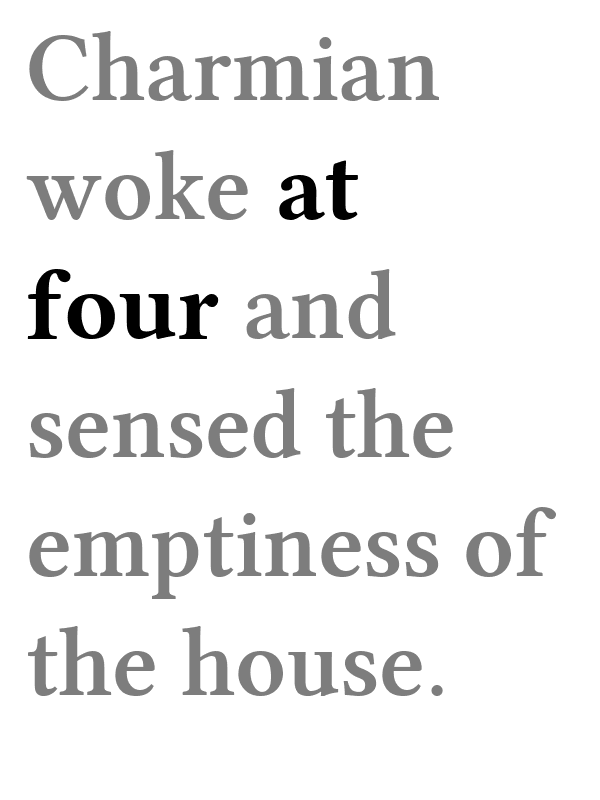 Charmian
woke at
four and
sensed the
emptiness of
the house.